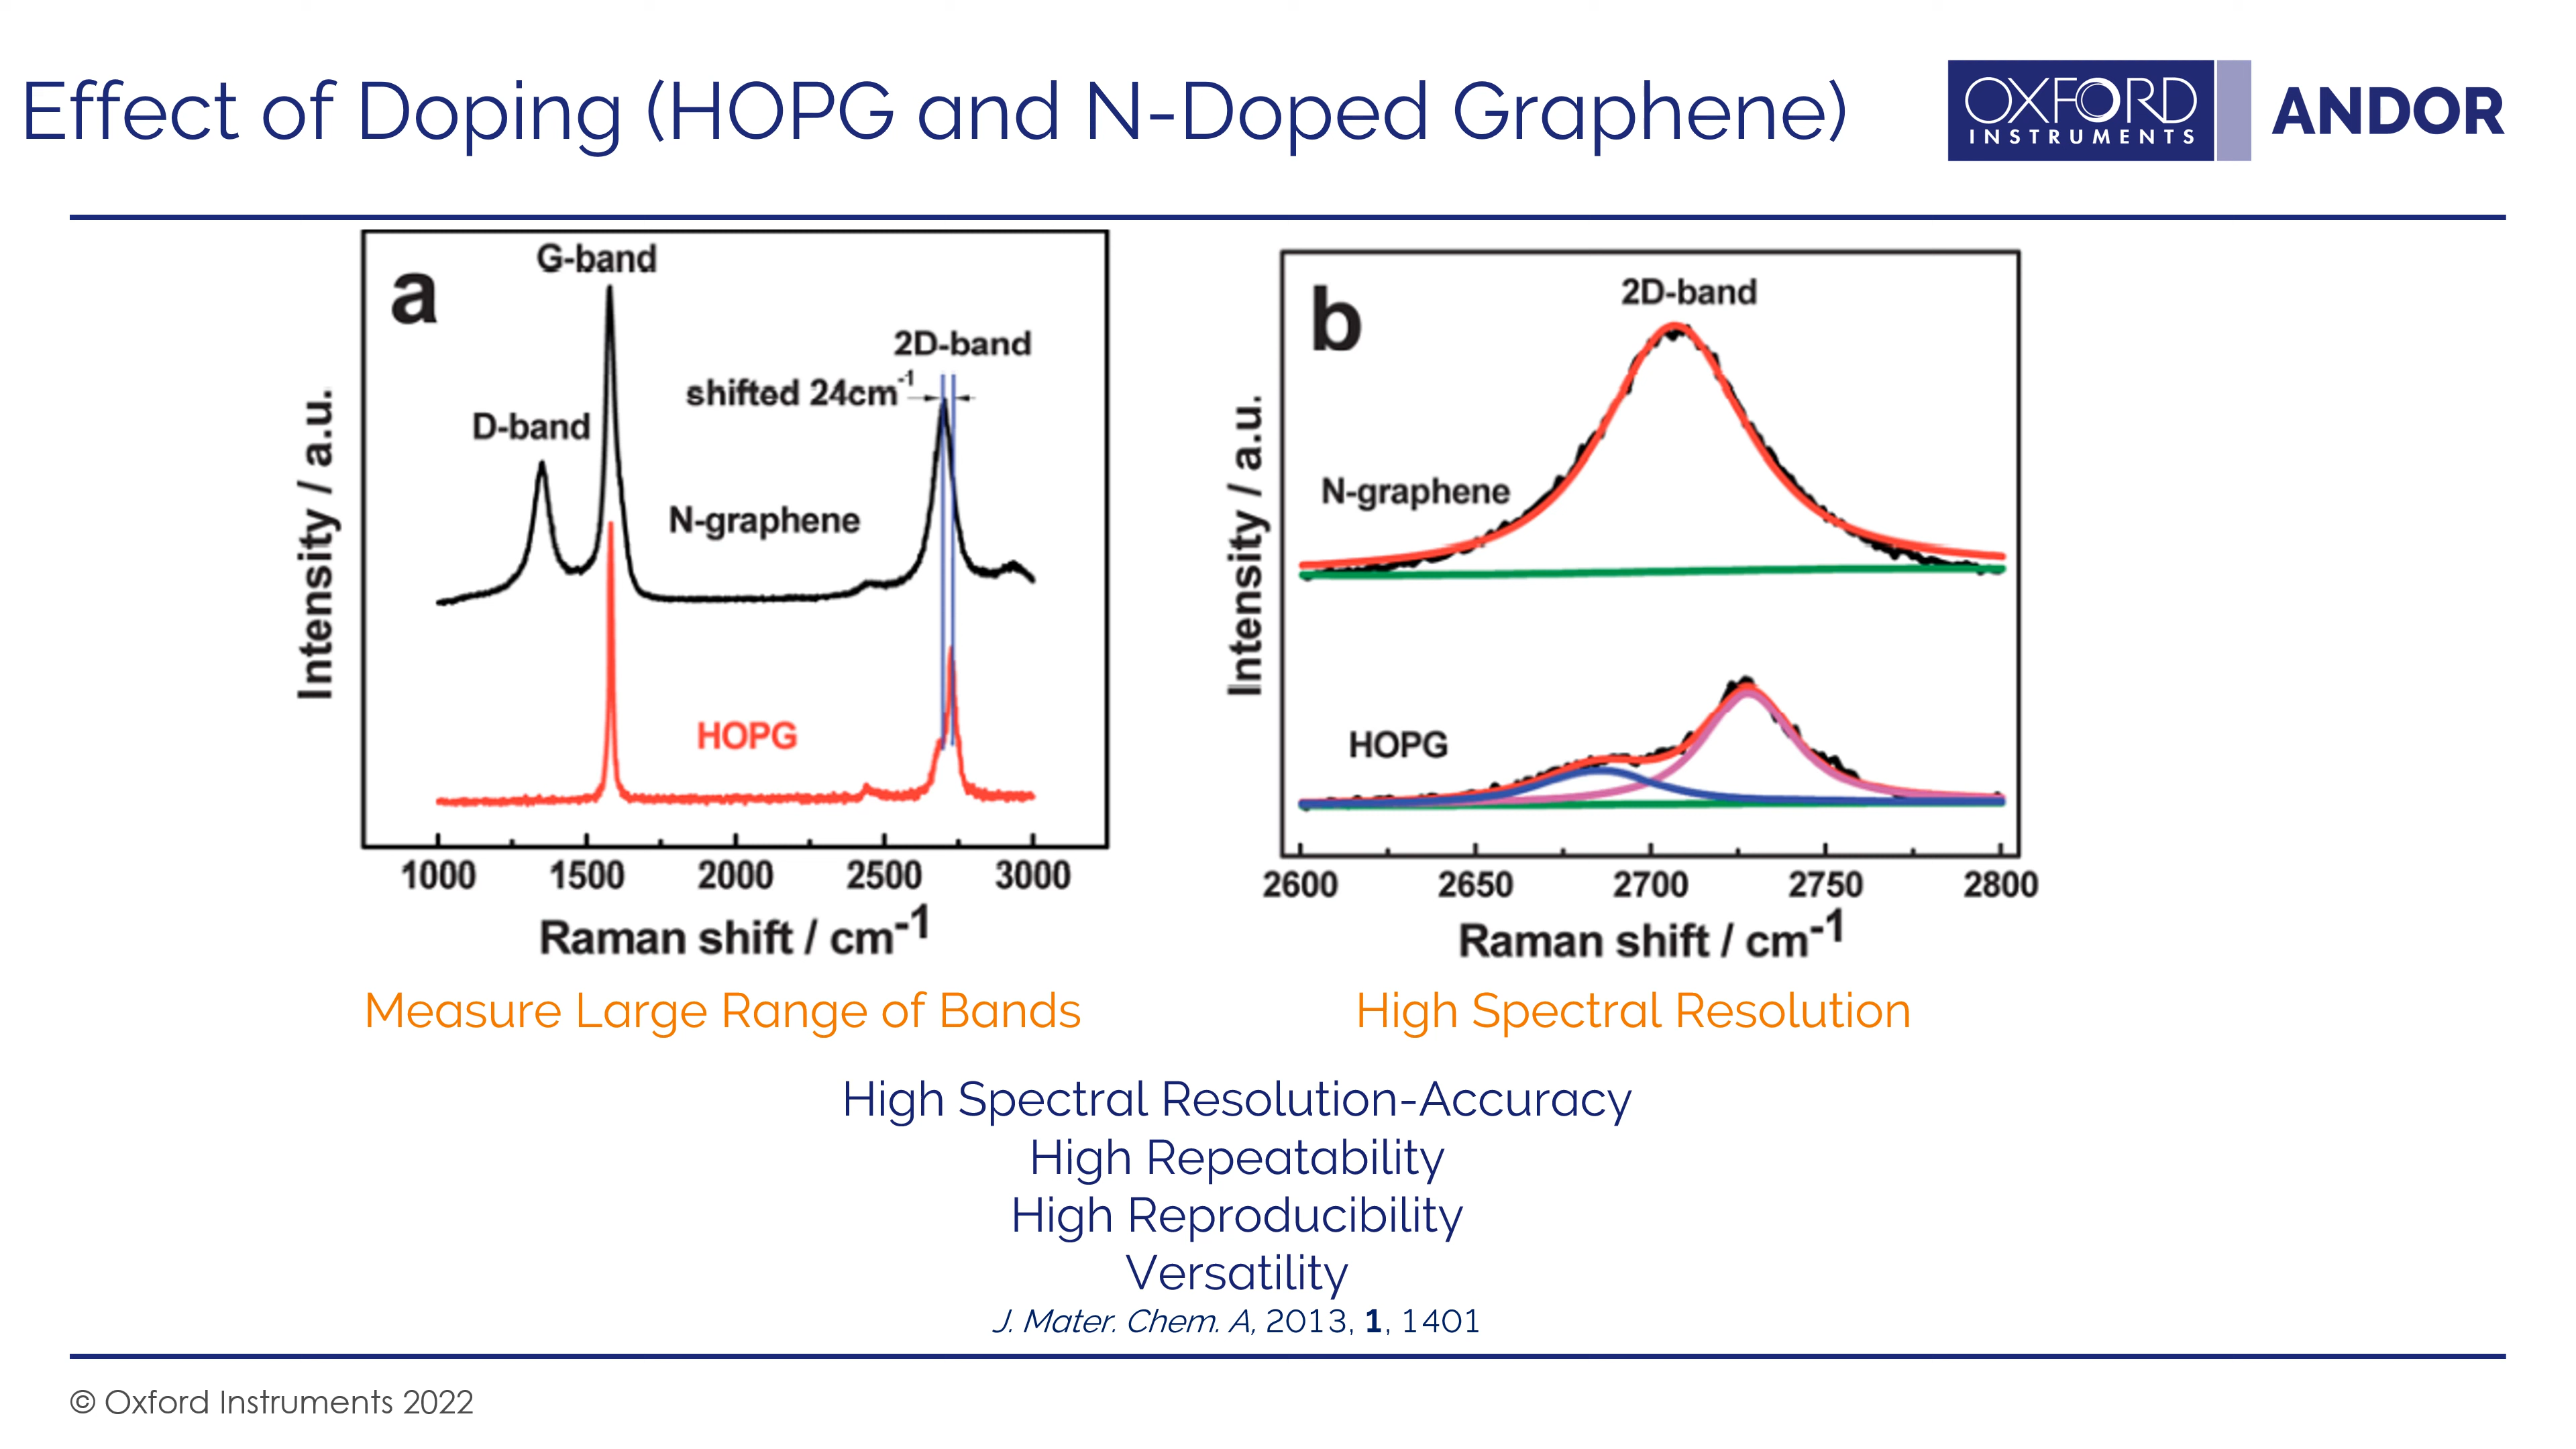 Effect of Doping (HOPG and N-Doped Graphene)
OXFORD
INSTRUMENTS
ANDOR
a
G-band
2D-band
shifted 24cm⁻¹
D-band
N-graphene
HOPG
Intensity / a.u.
1000 1500 2000 2500 3000
Raman shift / cm⁻¹
Measure Large Range of Bands
b
2D-band
N-graphene
HOPG
Intensity / a.u.
2600 2650 2700 2750 2800
Raman shift / cm⁻¹
High Spectral Resolution
High Spectral Resolution-Accuracy
High Repeatability
High Reproducibility
Versatility
J. Mater. Chem. A, 2013, 1, 1401
© Oxford Instruments 2022